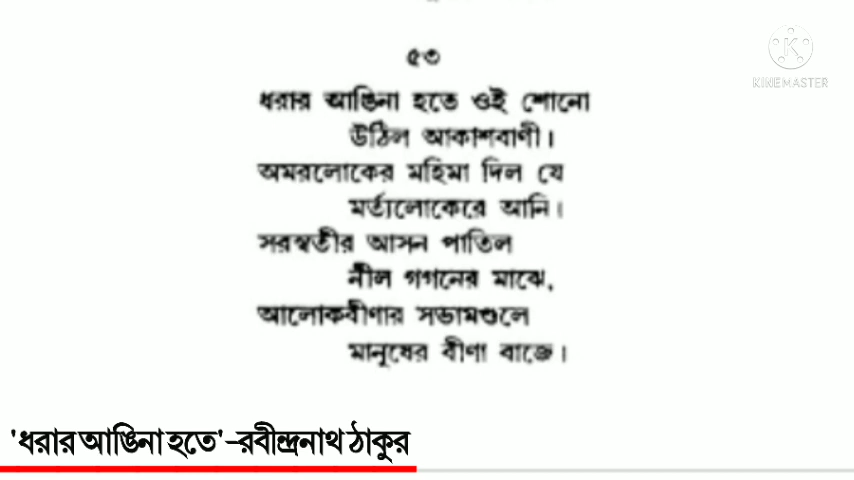 ৫৩
KINEMASTER
ধরার আঙিনা হতে ওই শোনো
উঠিল আকাশবাণী।
অমরলোকের মহিমা দিল যে
মর্তালোকেরে আনি।
সরস্বতীর আসন পাতিল
নীল গগনের মাঝে,
আলোকবীণার সভামণ্ডলে
মানুষের বীণা বাজে।
'ধরার আঙিনা হতে'-রবীন্দ্রনাথ ঠাকুর